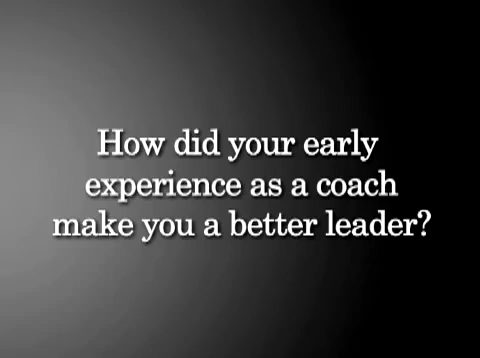 How did your early
experience as a coach
make you a better leader?